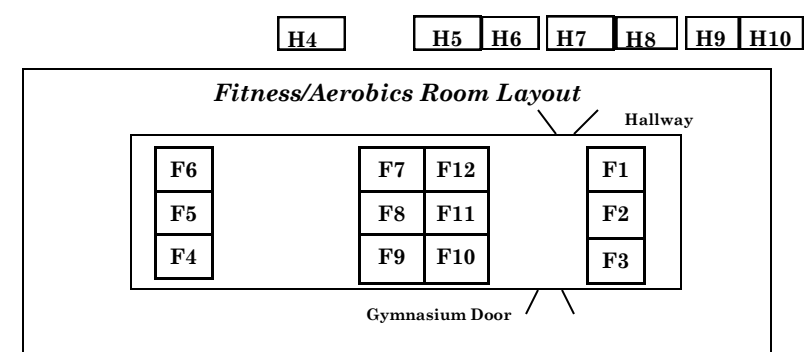 H4 H5 H6 H7 H8 H9 H10
Fitness/Aerobics Room Layout
Hallway
F6 F7 F12 F1
F5 F8 F11 F2
F4 F9 F10 F3
Gymnasium Door